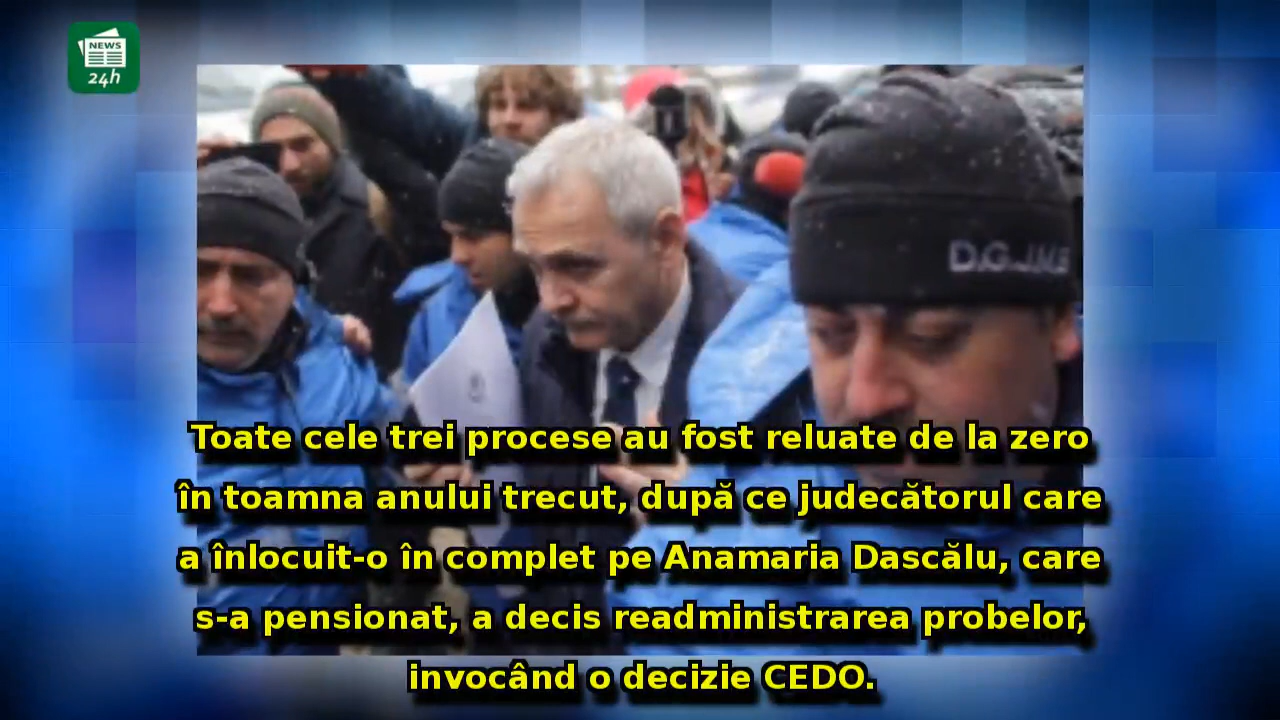 NEWS
24h
D.G.J.M.B
Toate cele trei procese au fost reluate de la zero
în toamna anului trecut, după ce judecătorul care
a înlocuit-o în complet pe Anamaria Dascălu, care
s-a pensionat, a decis readministrarea probelor,
invocând o decizie CEDO.